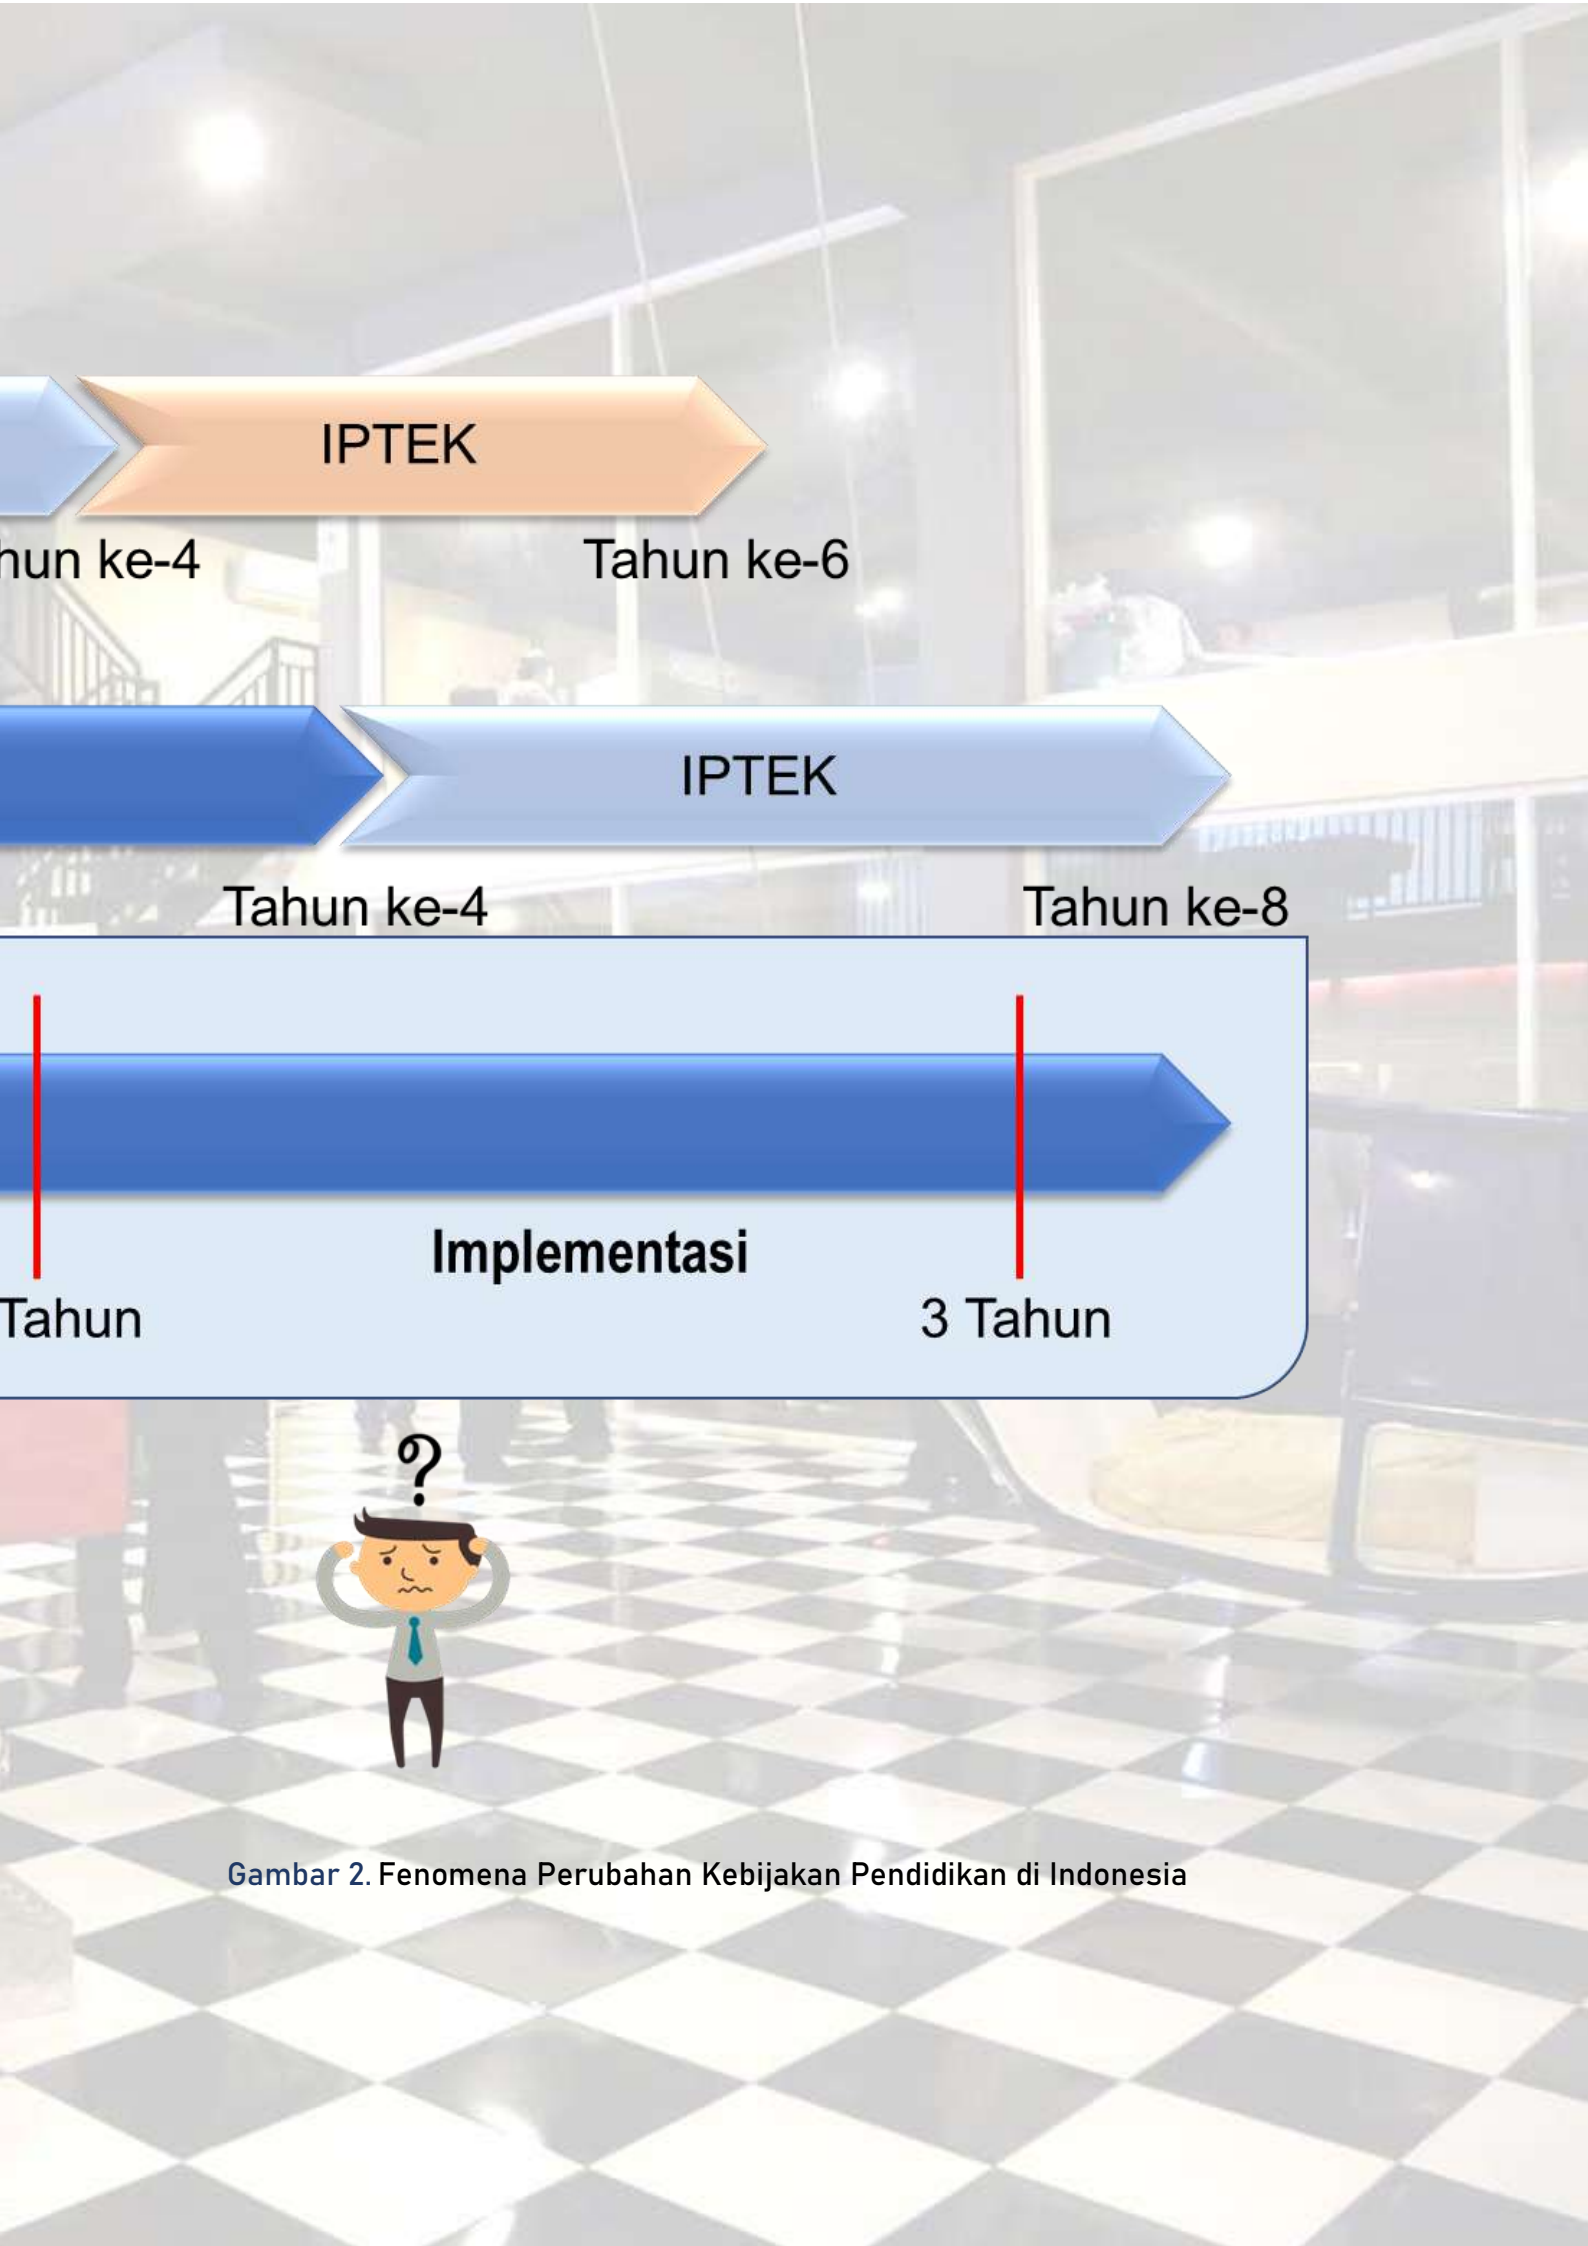 IPTEK
hun ke-4 Tahun ke-6
IPTEK
Tahun ke-4 Tahun ke-8
Implementasi
Tahun 3 Tahun
?
Gambar 2. Fenomena Perubahan Kebijakan Pendidikan di Indonesia